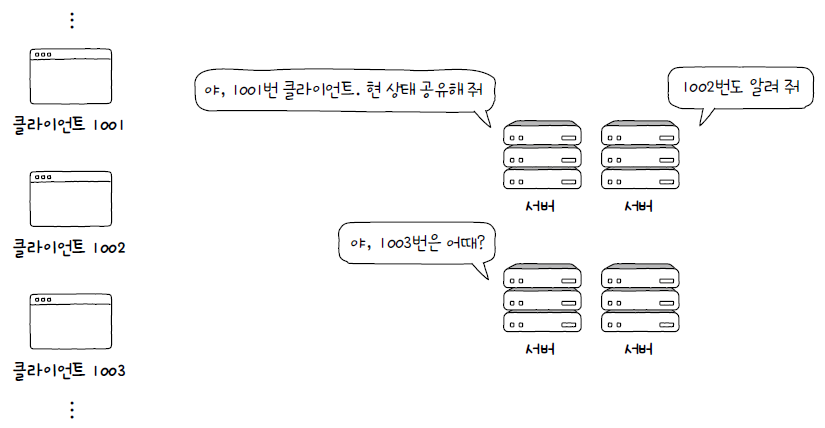 클라이언트 1001
야, 1001번 클라이언트. 현 상태 공유해 줘
1002번도 알려 줘
서버
서버
클라이언트 1002
야, 1003번은 어때?
서버
서버
클라이언트 1003